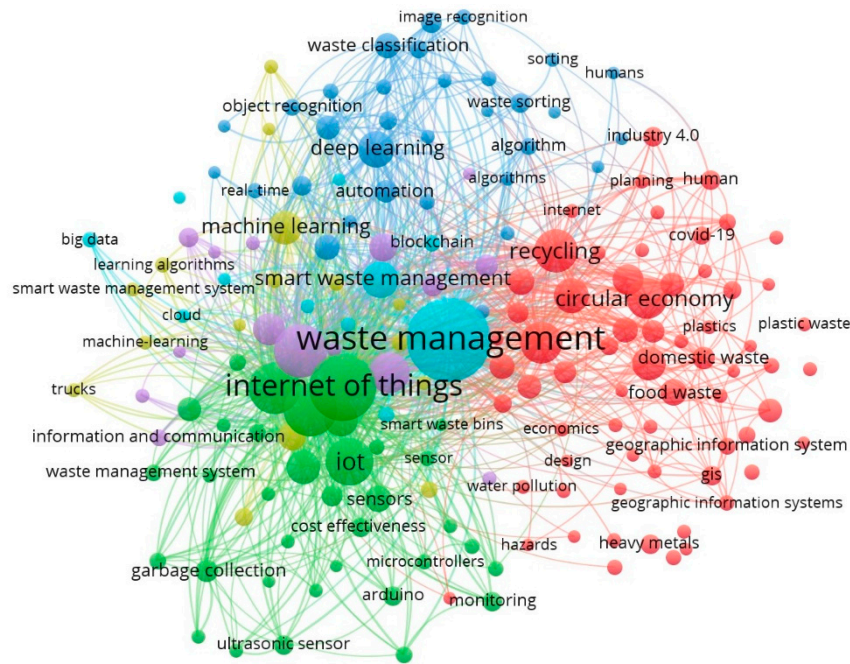 image recognition
waste classification
sorting
humans
object recognition
waste sorting
industry 4.0
deep learning
algorithm
real-time
automation
algorithms
planning
human
machine learning
internet
big data
blockchain
recycling
covid-19
learning algorithms
smart waste management
smart waste management system
circular economy
cloud
waste management
plastics
plastic waste
machine-learning
domestic waste
trucks
internet of things
food waste
information and communication
smart waste bins
economics
geographic information system
waste management system
iot
sensor
design
gis
sensors
water pollution
geographic information systems
cost effectiveness
hazards
heavy metals
garbage collection
microcontrollers
arduino
monitoring
ultrasonic sensor